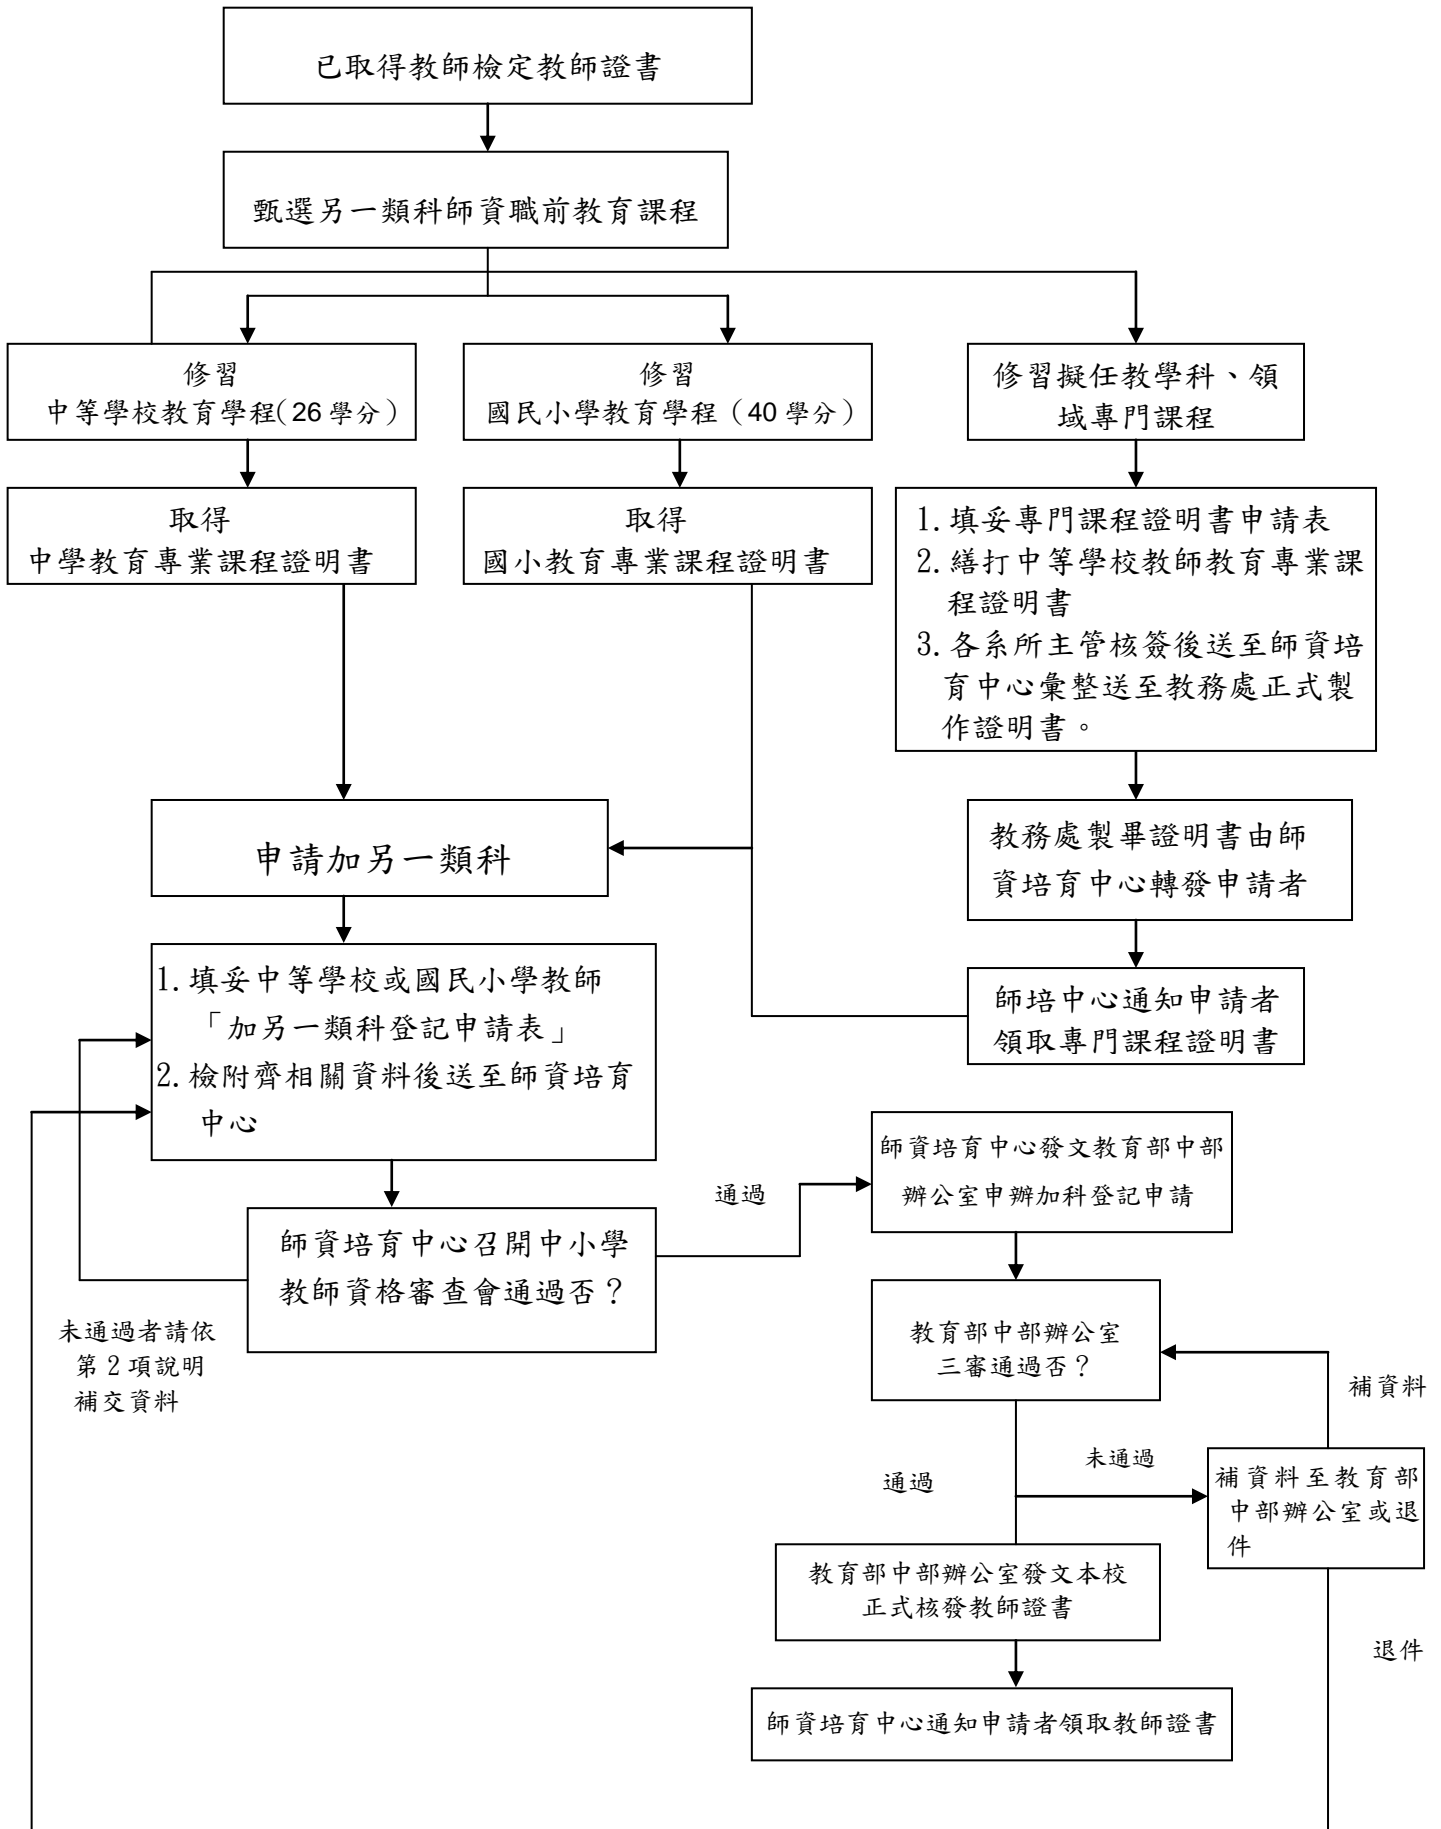 已取得教師檢定教師證書
甄選另一類科師資職前教育課程
修習
中等學校教育學程(26 學分)
修習
國民小學教育學程（40 學分）
修習擬任教學科、領
域專門課程
取得
中學教育專業課程證明書
取得
國小教育專業課程證明書
1.填妥專門課程證明書申請表
2.繕打中等學校教師教育專業課
程證明書
3.各系所主管核簽後送至師資培
育中心彙整送至教務處正式製
作證明書。
申請加另一類科
教務處製畢證明書由師
資培育中心轉發申請者
1.填妥中等學校或國民小學教師
「加另一類科登記申請表」
2.檢附齊相關資料後送至師資培育
中心
師培中心通知申請者
領取專門課程證明書
師資培育中心召開中小學
教師資格審查會通過否？
通過
師資培育中心發文教育部中部
辦公室申辦加科登記申請
未通過者請依
第 2 項說明
補交資料
教育部中部辦公室
三審通過否？
補資料
通過
未通過
補資料至教育部
中部辦公室或退
件
教育部中部辦公室發文本校
正式核發教師證書
退件
師資培育中心通知申請者領取教師證書